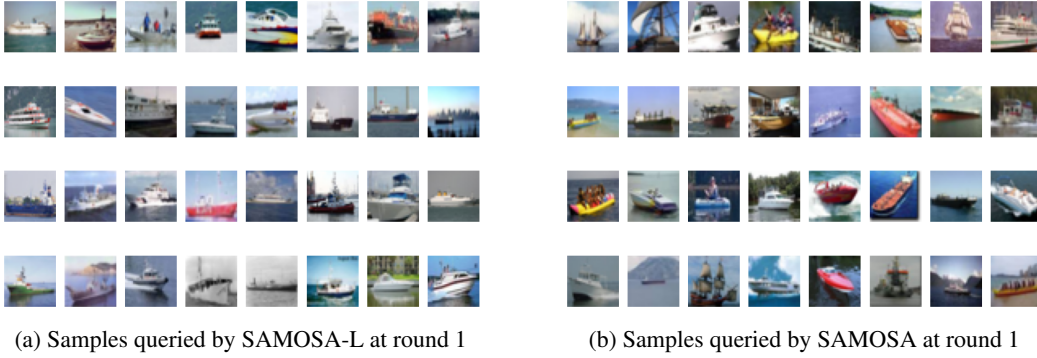 (a) Samples queried by SAMOSA-L at round 1
(b) Samples queried by SAMOSA at round 1